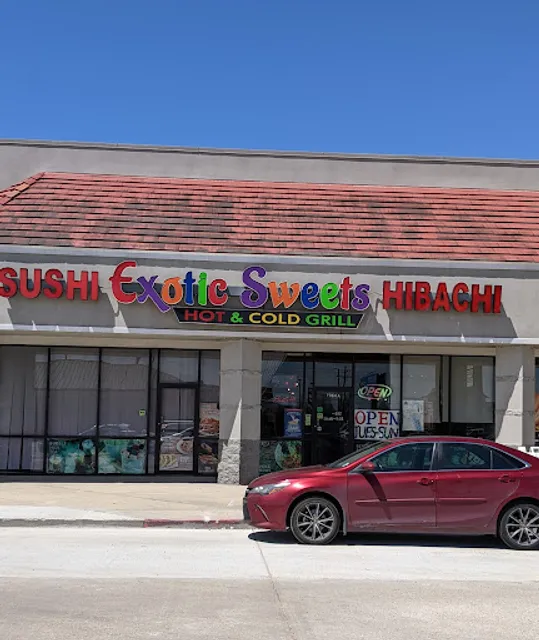 SUSHI Exotic Sweets HIBACHI
HOT & COLD GRILL
OPEN
OPEN
TUES-SUN